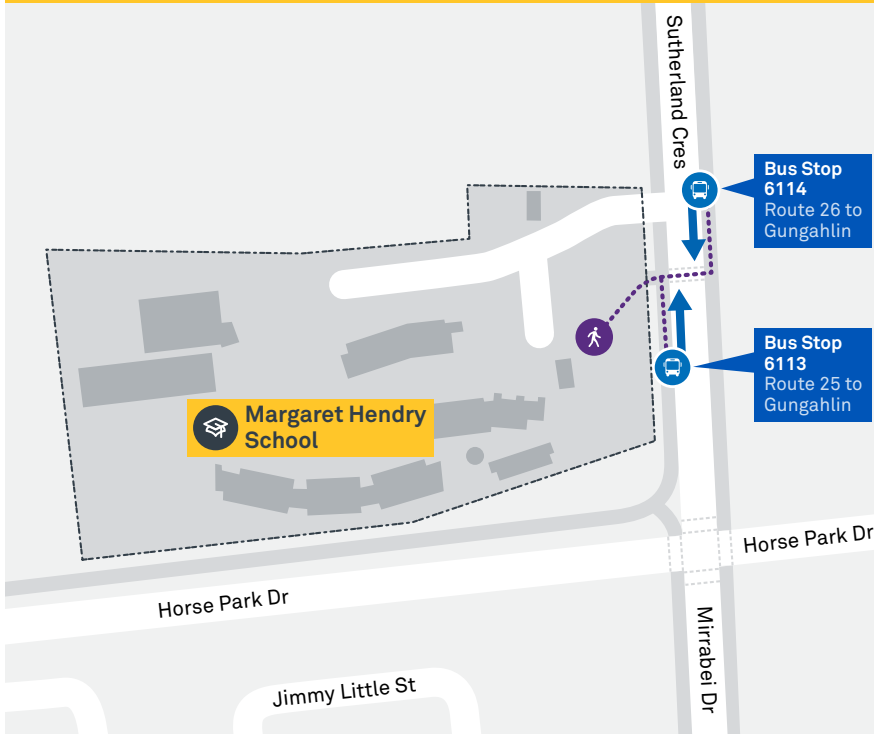 Sutherland Cres
Bus Stop
6114
Route 26 to
Gungahlin
Bus Stop
6113
Route 25 to
Gungahlin
Margaret Hendry
School
Horse Park Dr
Horse Park Dr
Mirrabei Dr
Jimmy Little St